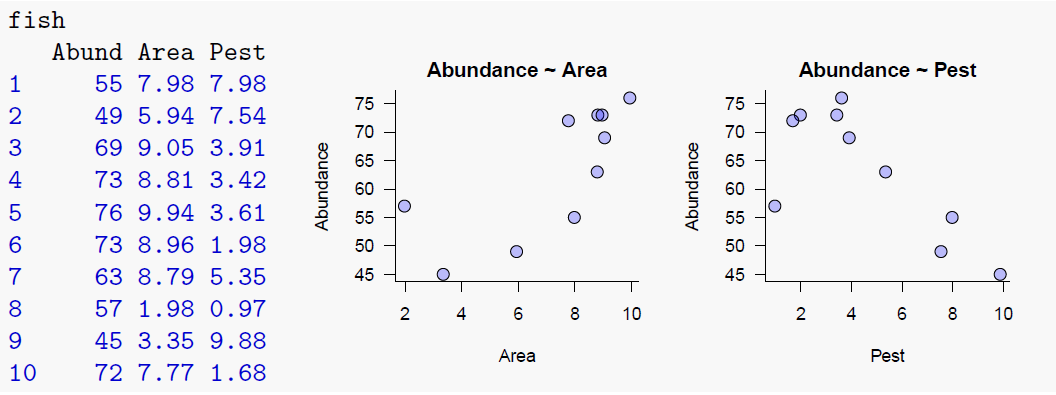 fish
Abund Area Pest
1 55 7.98 7.98
2 49 5.94 7.54
3 69 9.05 3.91
4 73 8.81 3.42
5 76 9.94 3.61
6 73 8.96 1.98
7 63 8.79 5.35
8 57 1.98 0.97
9 45 3.35 9.88
10 72 7.77 1.68
Abundance ~ Area
Abundance
75
70
65
60
55
50
45
2 4 6 8 10
Area
Abundance ~ Pest
Abundance
75
70
65
60
55
50
45
2 4 6 8 10
Pest